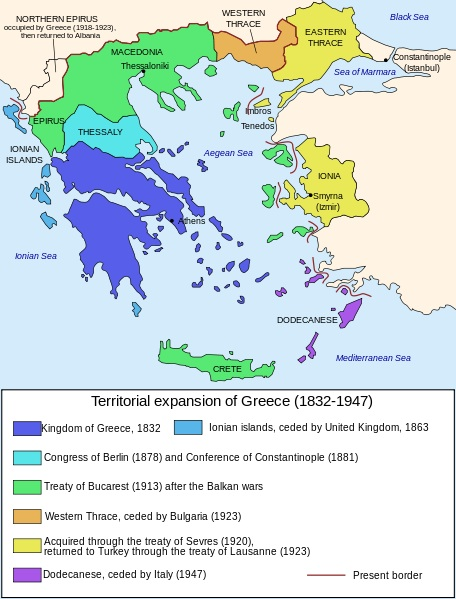 NORTHERN EPIRUS
occupied by Greece (1918-1923),
then returned to Albania
WESTERN
THRACE
Black Sea
EASTERN
THRACE
MACEDONIA
Thessaloniki
Constantinople
(Istanbul)
Sea of Marmara
Imbros
Tenedos
EPIRUS
THESSALY
IONIAN
ISLANDS
Aegean Sea
IONIA
Smyrna
(Izmir)
Athens
Ionian Sea
DODECANESE
Mediterranean Sea
CRETE
Territorial expansion of Greece (1832-1947)
Kingdom of Greece, 1832
Ionian islands, ceded by United Kingdom, 1863
Congress of Berlin (1878) and Conference of Constantinople (1881)
Treaty of Bucarest (1913) after the Balkan wars
Western Thrace, ceded by Bulgaria (1923)
Acquired through the treaty of Sevres (1920),
returned to Turkey through the treaty of Lausanne (1923)
Dodecanese, ceded by Italy (1947)
Present border